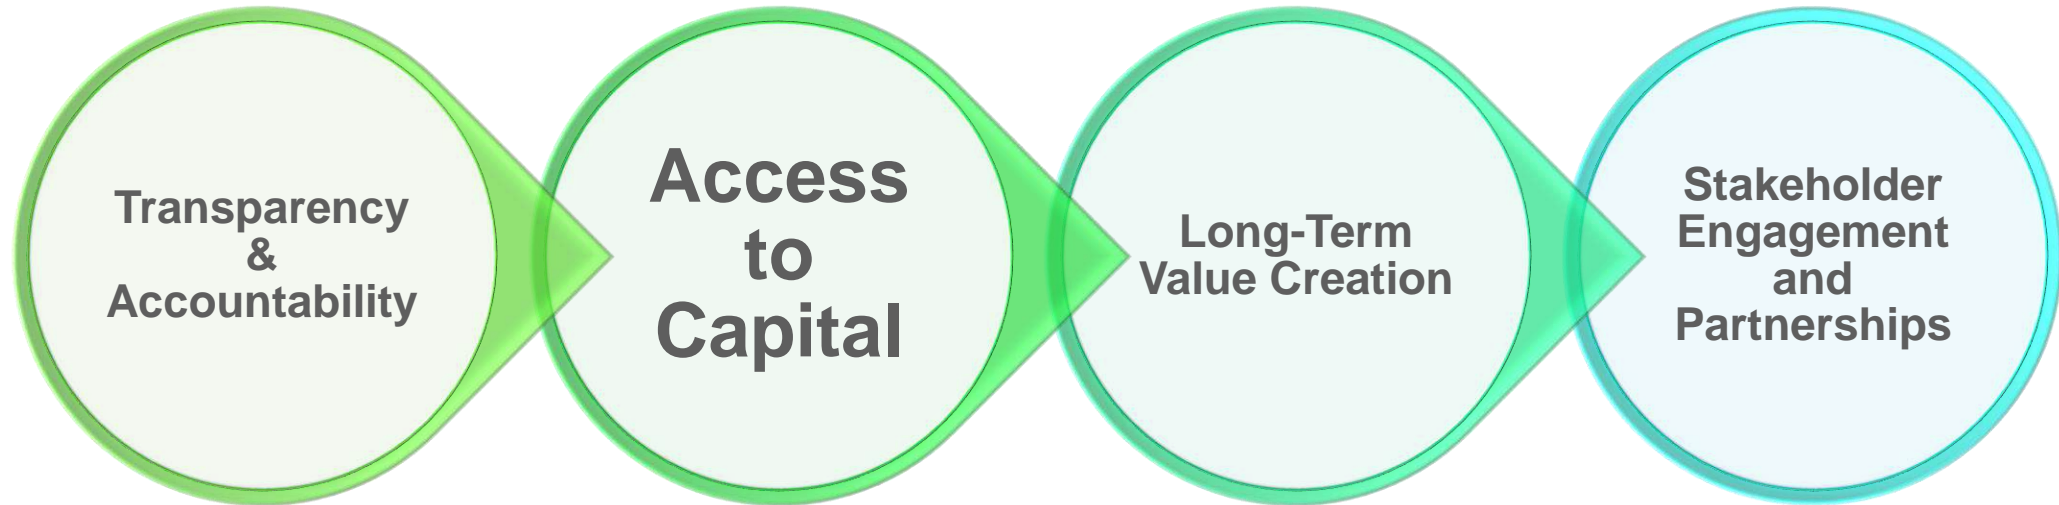 Transparency
&
Accountability
Access
to
Capital
Long-Term
Value Creation
Stakeholder
Engagement
and
Partnerships